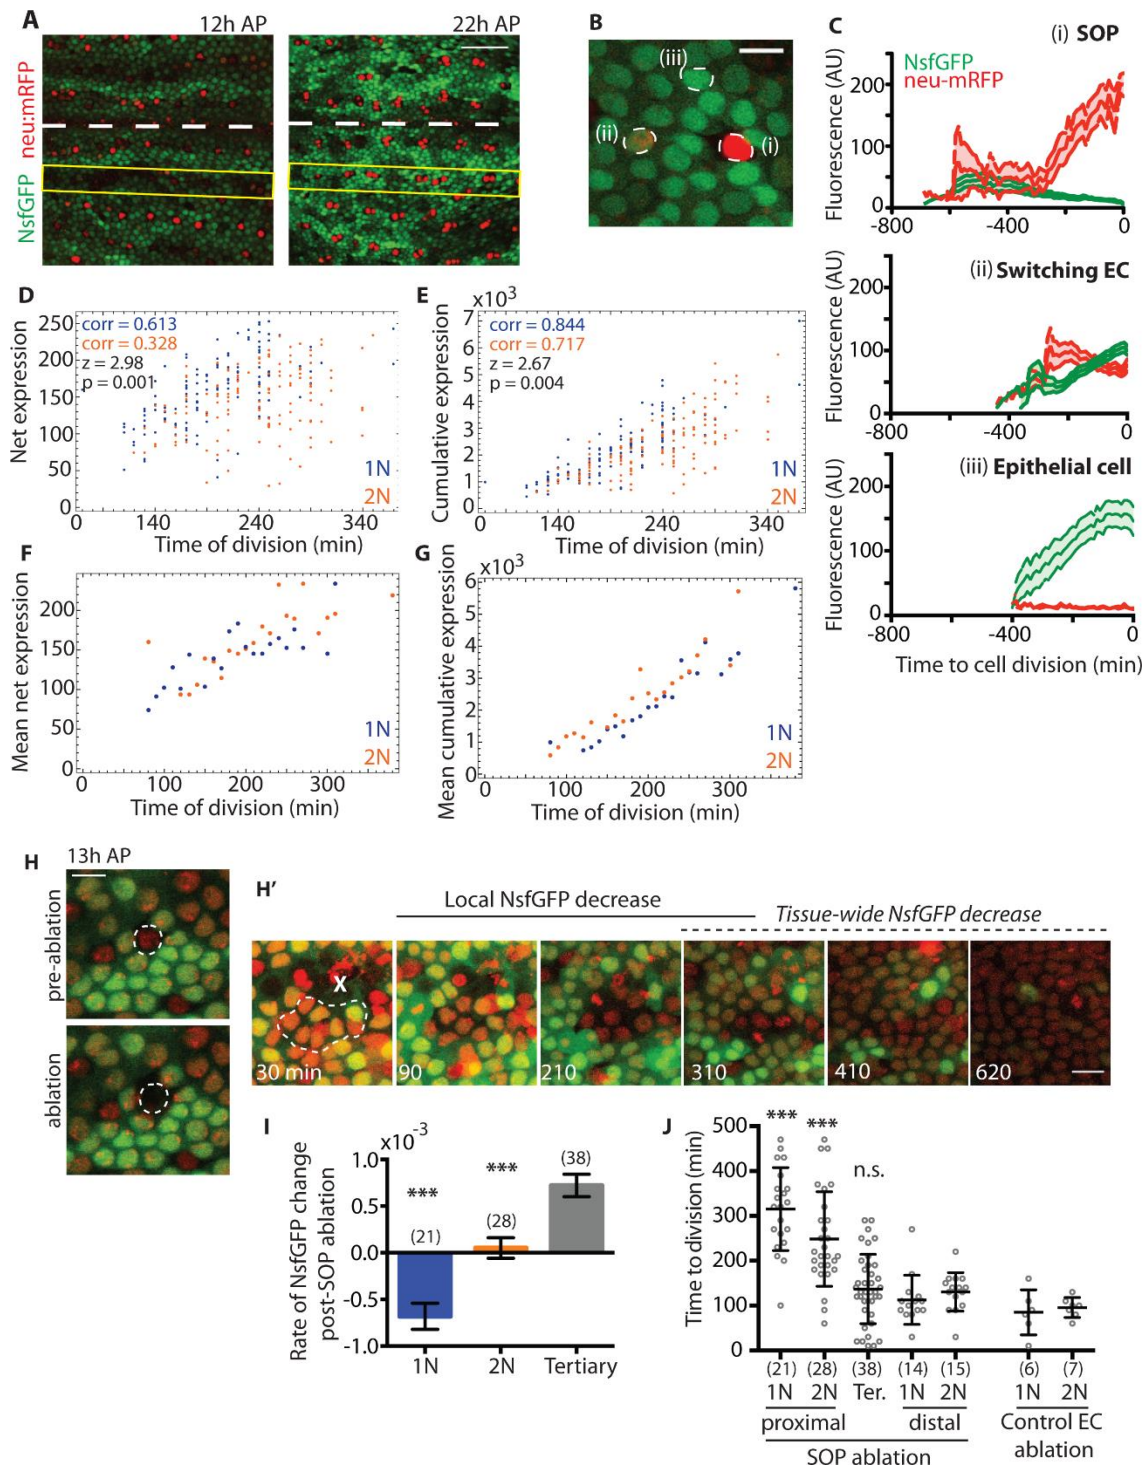 A
12h AP
22h AP
NsfGFP neu:mRFP
B
(iii)
(ii)
(i)
C
(i) SOP
NsfGFP
neu-mRFP
Fluorescence (AU)
200
100
0
-800
-400
0
(ii) Switching EC
Fluorescence (AU)
200
100
0
-800
-400
0
(iii) Epithelial cell
Fluorescence (AU)
200
100
0
-800
-400
0
Time to cell division (min)
D
corr = 0.613
corr = 0.328
z = 2.98
p = 0.001
Net expression
250
200
150
100
50
0
1N
2N
0
140
240
340
Time of division (min)
E
x10³
corr = 0.844
corr = 0.717
z = 2.67
p = 0.004
Cumulative expression
7
6
5
4
3
2
1
0
1N
2N
0
140
240
340
Time of division (min)
F
Mean net expression
200
150
100
50
0
1N
2N
0
100
200
300
Time of division (min)
G
x10³
Mean cumulative expression
6
5
4
3
2
1
0
1N
2N
0
100
200
300
Time of division (min)
H
13h AP
pre-ablation
ablation
H'
Local NsfGFP decrease
Tissue-wide NsfGFP decrease
X
30 min
90
210
310
410
620
I
x10⁻³
Rate of NsfGFP change
post-SOP ablation
1.0
0.5
0.0
-0.5
-1.0
***
(21)
***
(28)
(38)
1N
2N
Tertiary
J
Time to division (min)
500
400
300
200
100
0
***
***
n.s.
(21) (28) (38) (14) (15) (6) (7)
1N 2N Ter. 1N 2N 1N 2N
proximal
distal
Control EC
ablation
SOP ablation